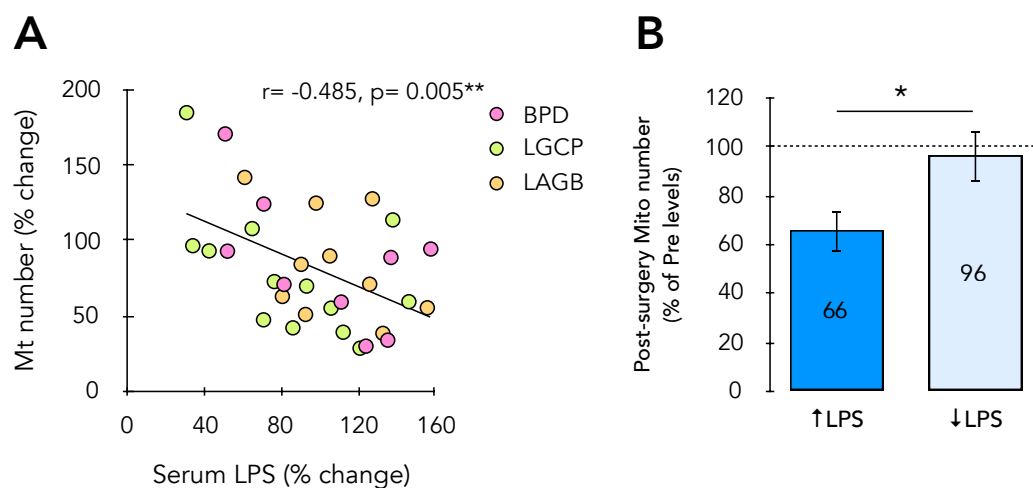 A
r= -0.485, p= 0.005**
BPD
LGCP
LAGB
Mt number (% change)
200
150
100
50
0
0 40 80 120 160
Serum LPS (% change)
B
*
Post-surgery Mito number
(% of Pre levels)
120
100
80
60
40
20
0
66
96
↑LPS ↓LPS